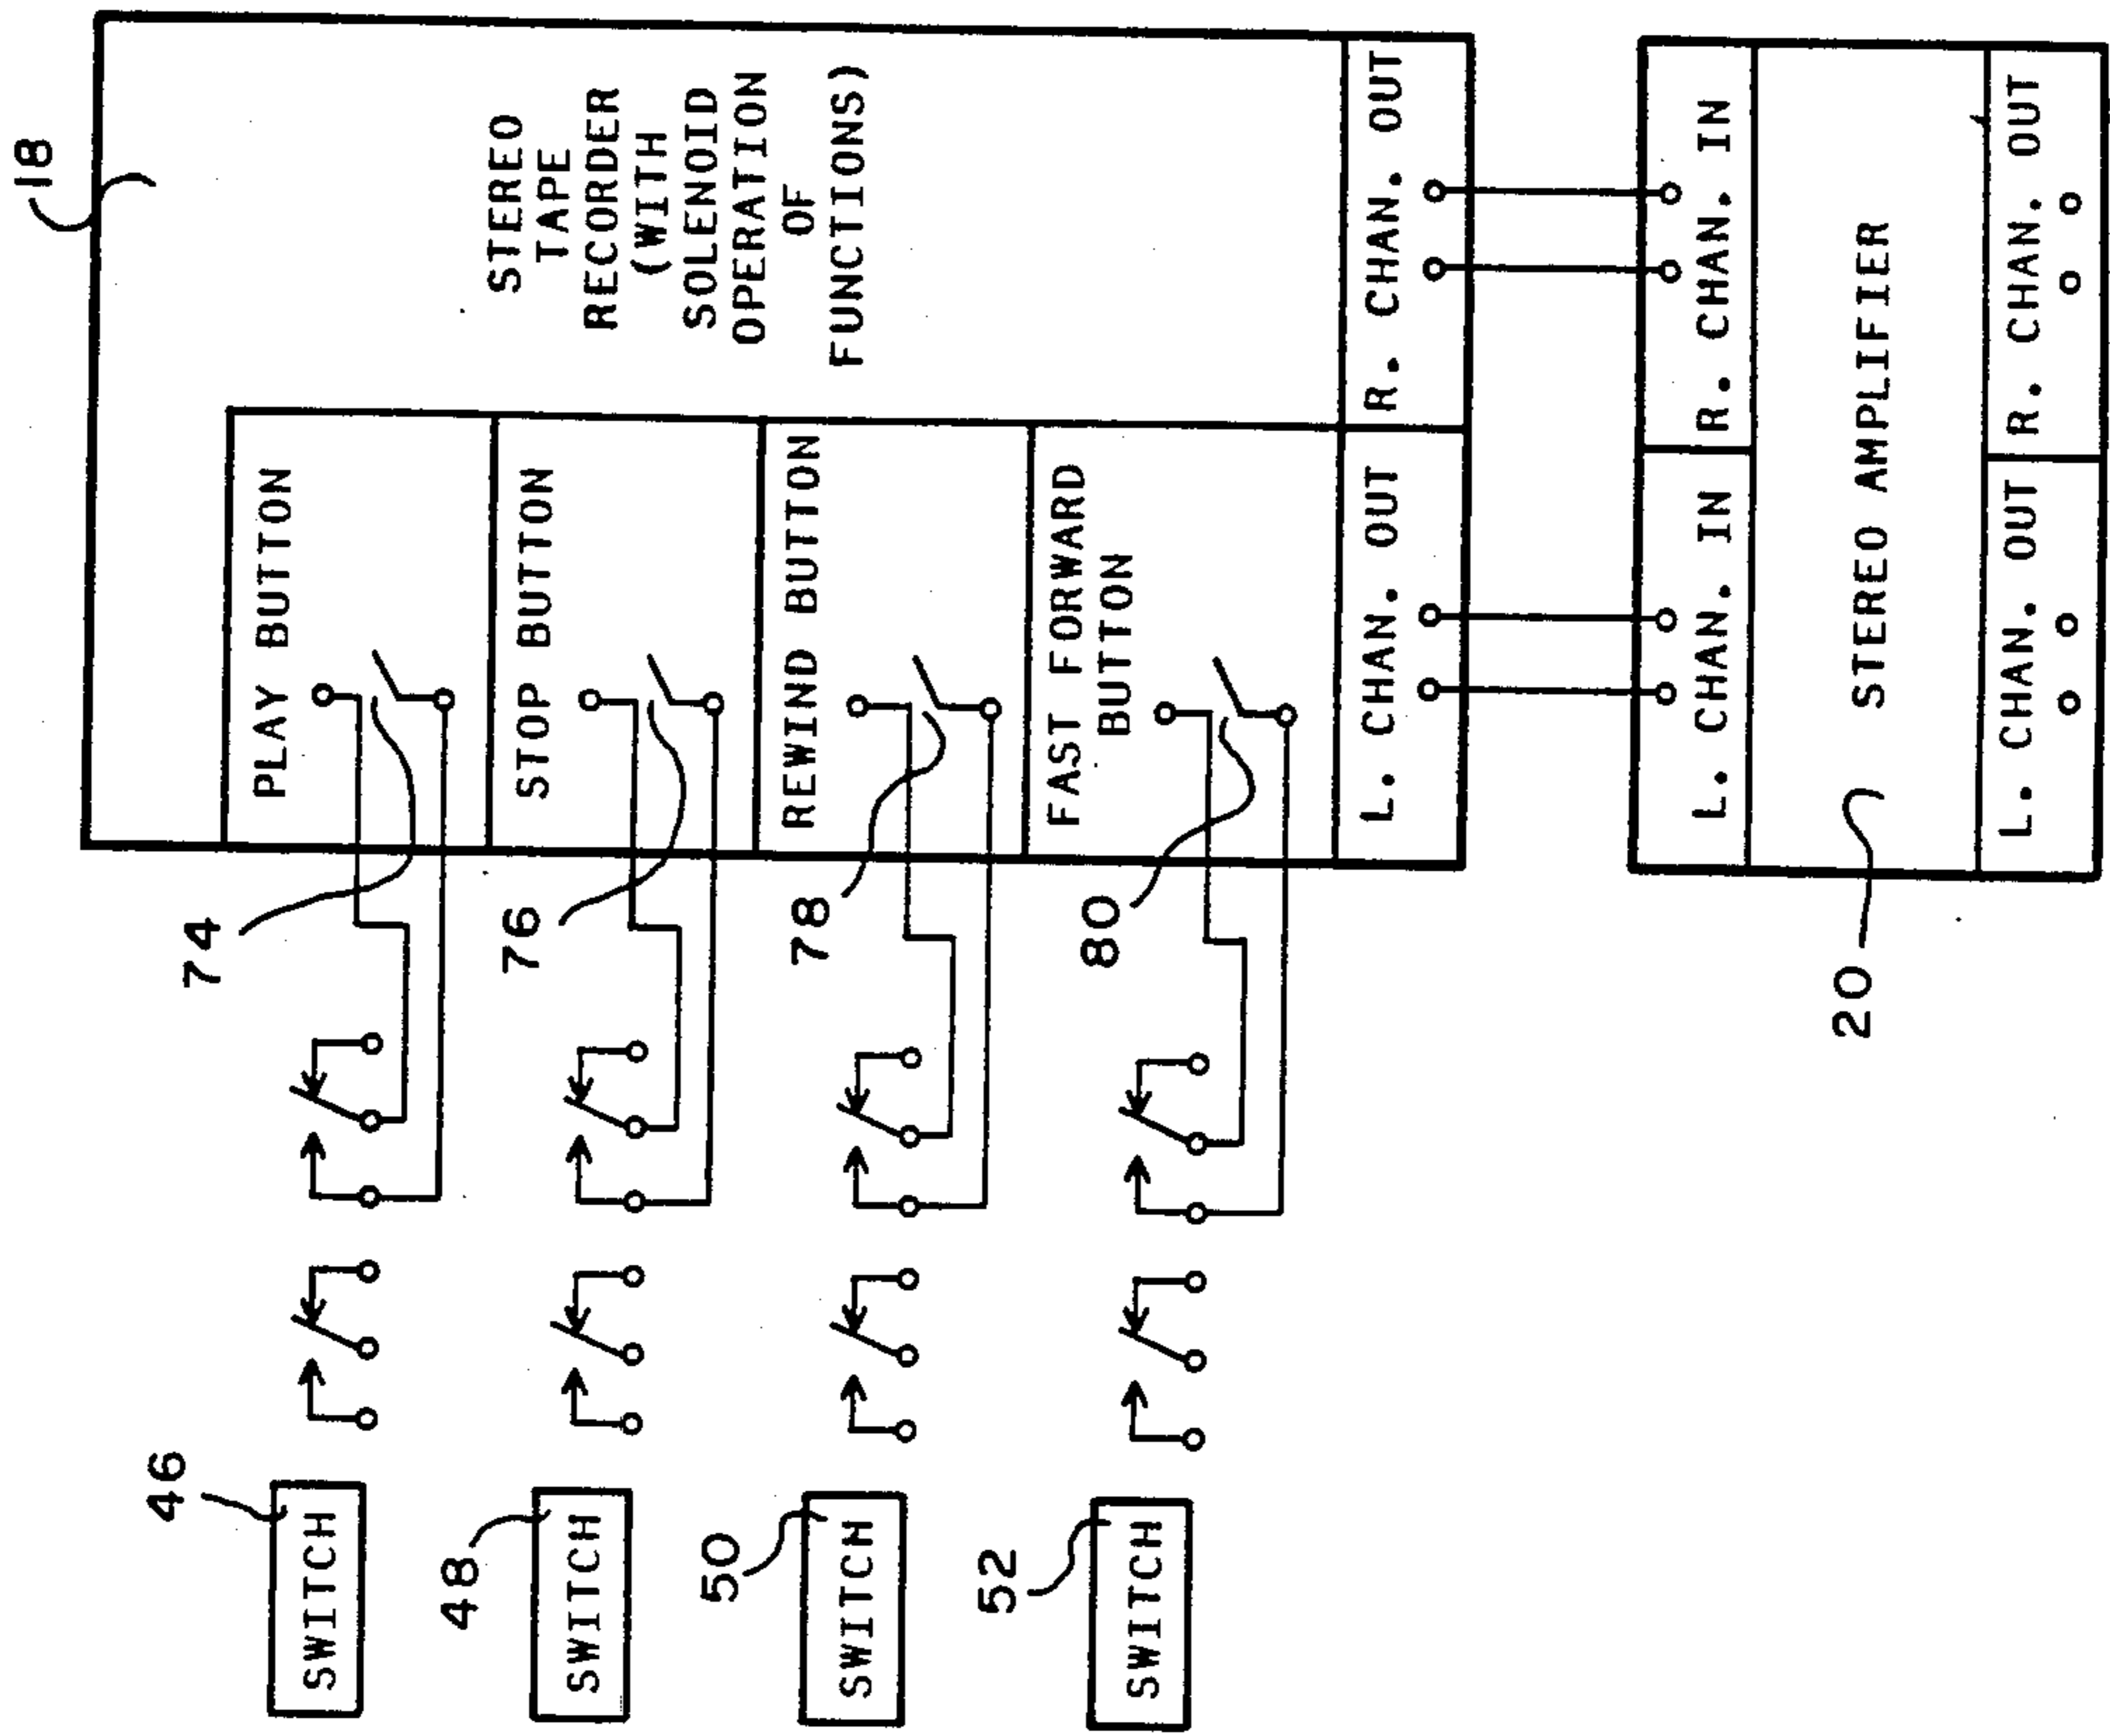 18
STEREO
TAPE
RECORDER
(WITH
SOLENOID
OPERATION
OF
FUNCTIONS)
PLAY BUTTON
74
STOP BUTTON
76
REWIND BUTTON
78
FAST FORWARD
BUTTON
80
L. CHAN. OUT
R. CHAN. OUT
46
SWITCH
48
SWITCH
50
SWITCH
52
SWITCH
L. CHAN. IN
R. CHAN. IN
STEREO AMPLIFIER
20
L. CHAN. OUT
R. CHAN. OUT